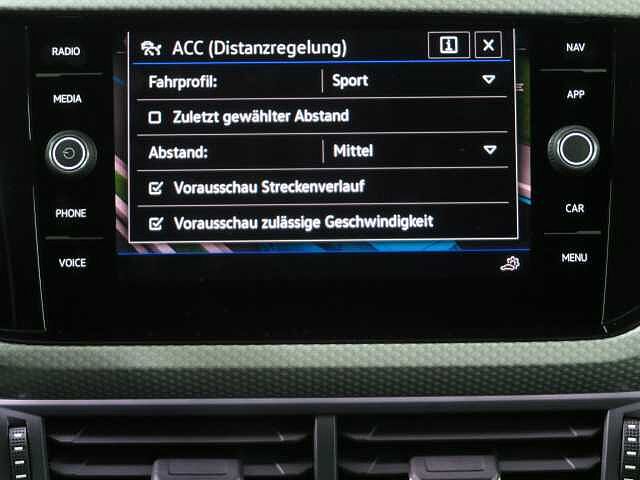 RADIO
MEDIA
PHONE
VOICE
ACC (Distanzregelung)
i
Fahrprofil: Sport
Zuletzt gewählter Abstand
Abstand: Mittel
Vorausschau Streckenverlauf
Vorausschau zulässige Geschwindigkeit
NAV
APP
CAR
MENU